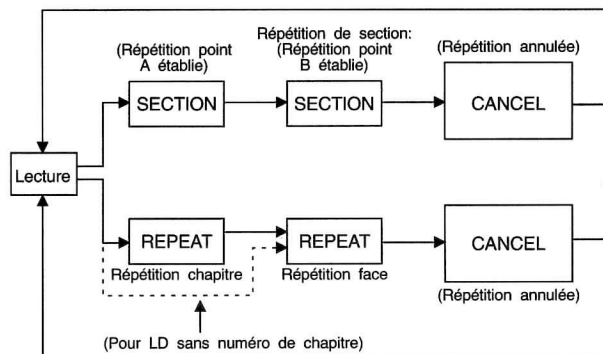 (Répétition point
A établie)
Répétition de section:
(Répétition point
B établie)
(Répétition annulée)
SECTION
SECTION
CANCEL
Lecture
REPEAT
REPEAT
CANCEL
Répétition chapitre
Répétition face
(Répétition annulée)
(Pour LD sans numéro de chapitre)